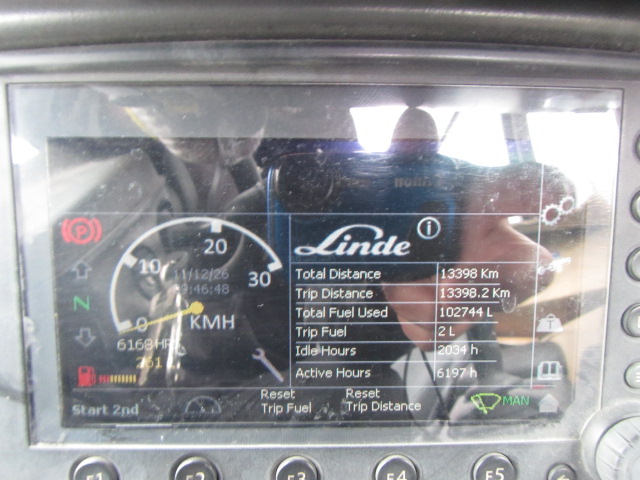 Linde
i
P
20
10
30
0
KMH
11/12/26
9:46:48
6168HR
261
N
Total Distance 13398 Km
Trip Distance 13398.2 Km
Total Fuel Used 102744 L
Trip Fuel 2 L
Idle Hours 2034 h
Active Hours 6197 h
Start 2nd
Reset Trip Fuel
Reset Trip Distance
MAN
F1 F2 F3 F4 F5